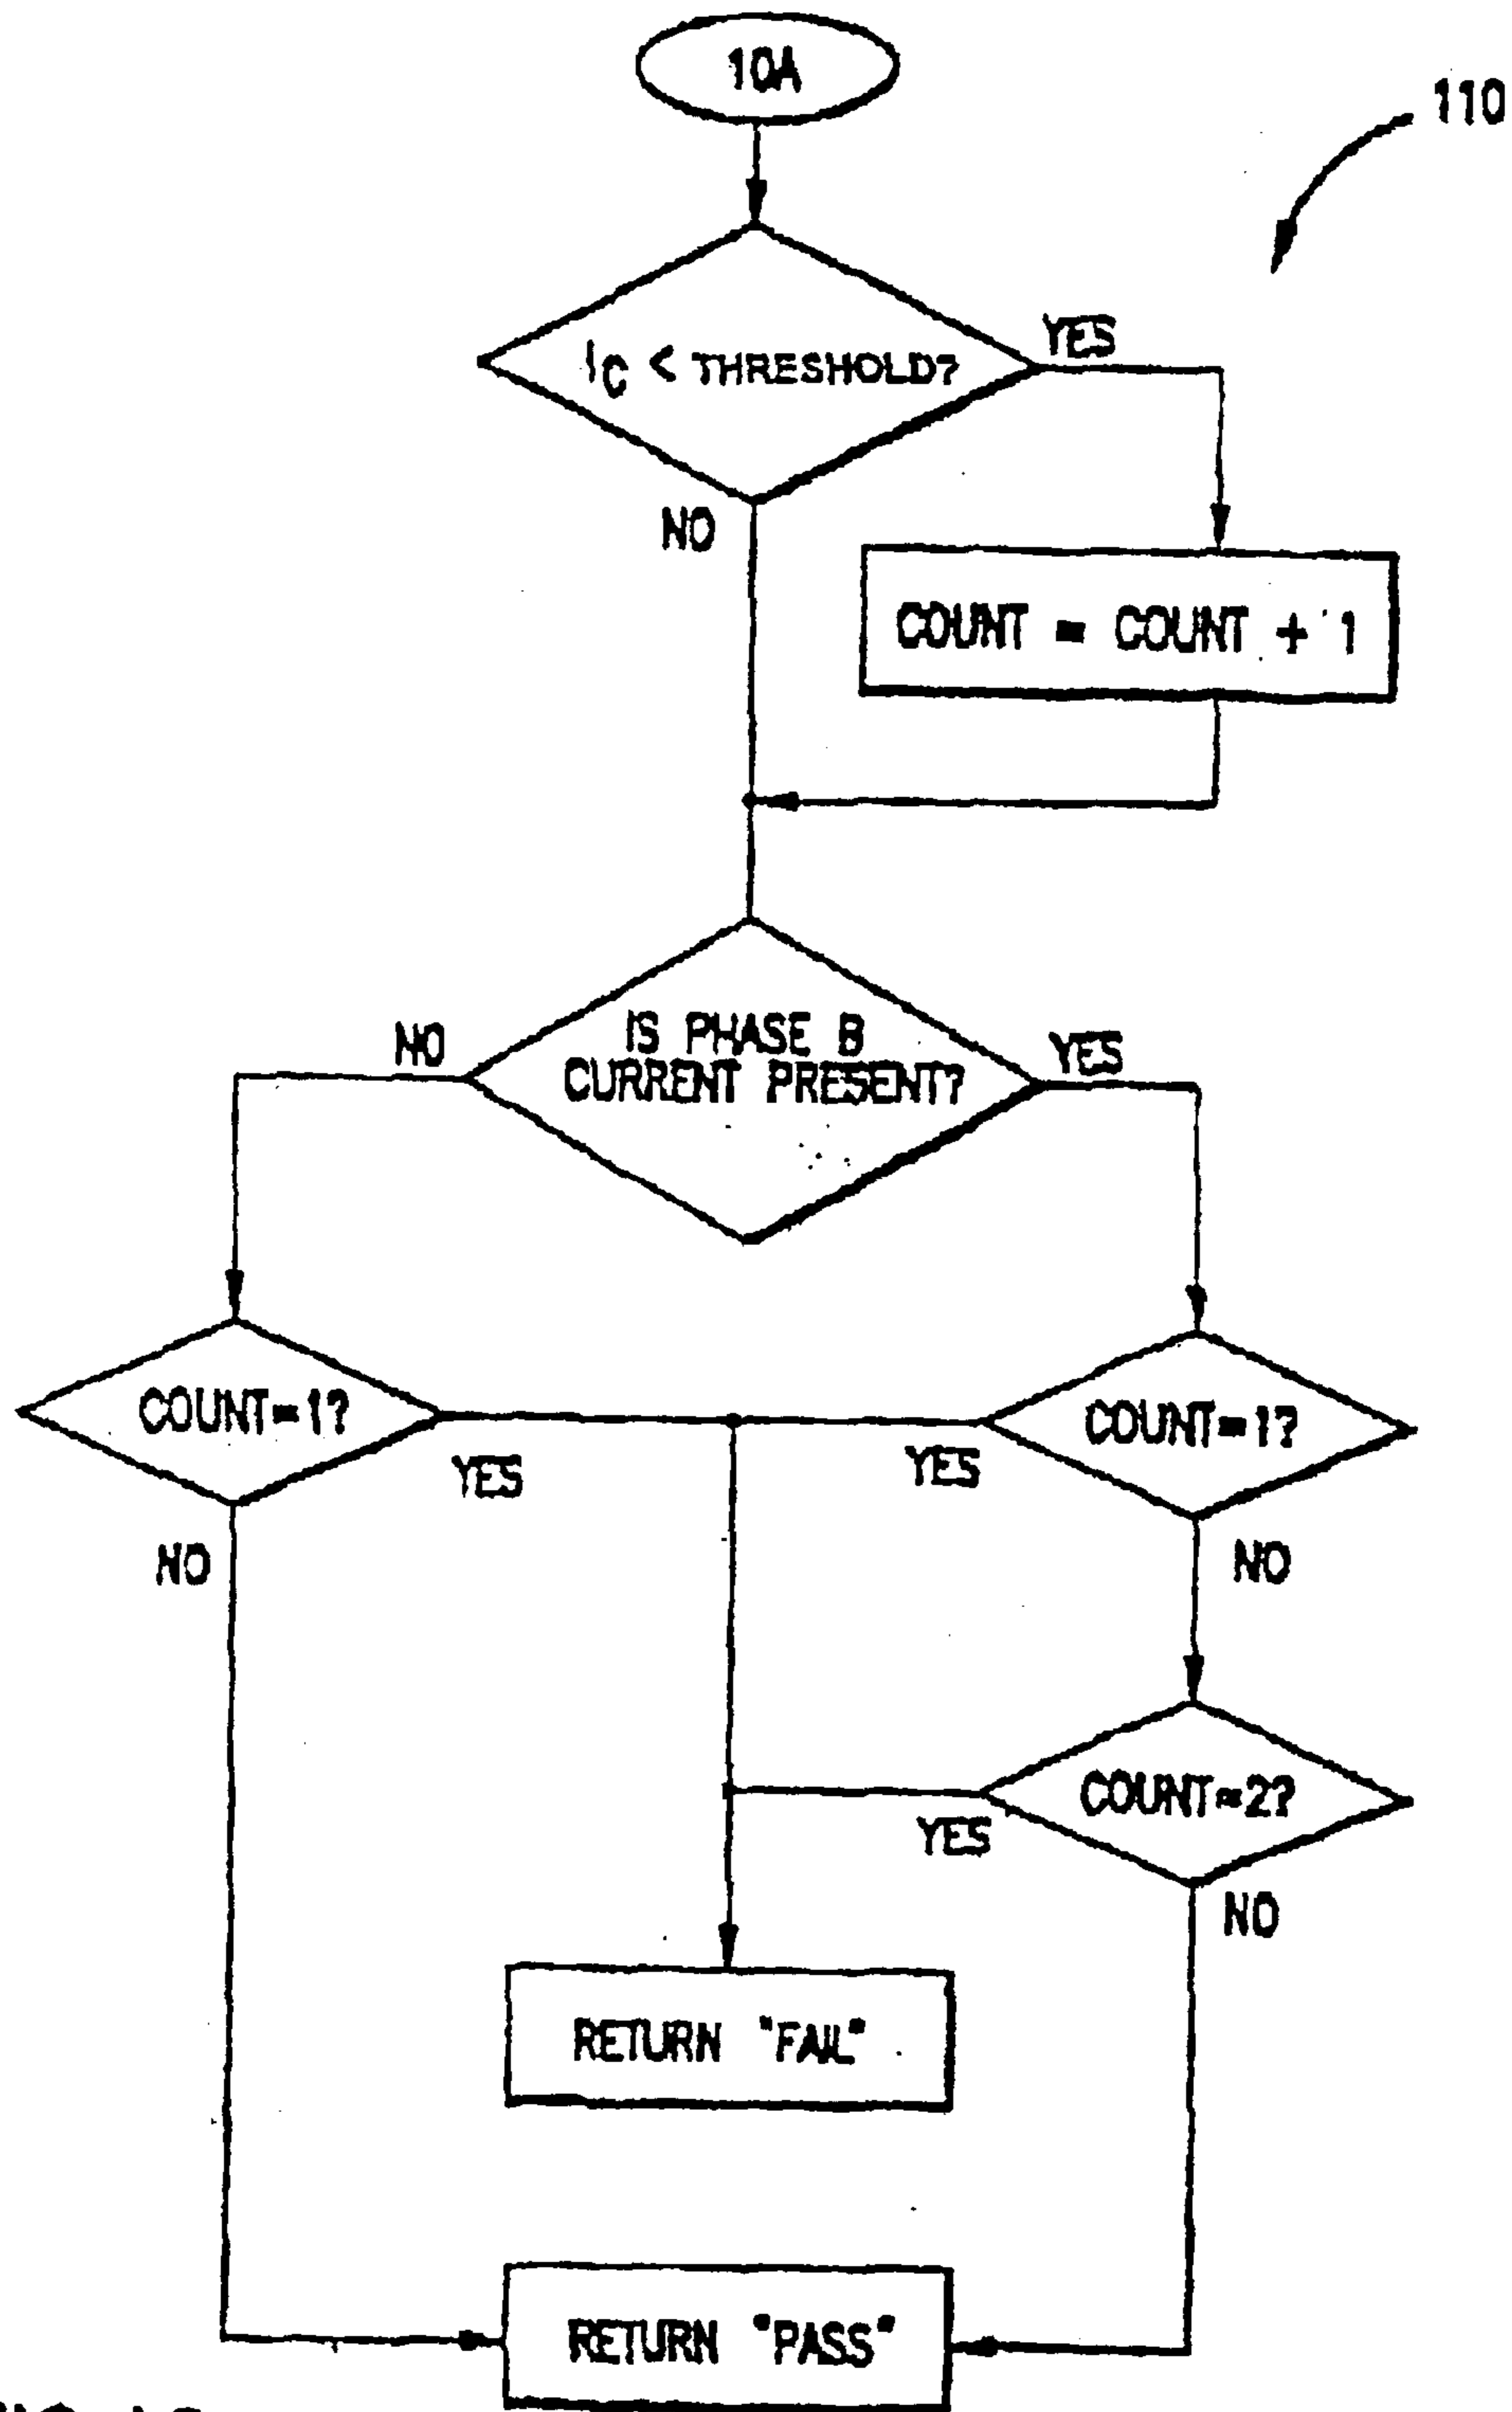 10A
110
IC < THRESHOLD?
YES
NO
COUNT = COUNT + 1
IS PHASE B
CURRENT PRESENT?
NO
YES
COUNT=1?
YES
NO
COUNT=1?
YES
NO
COUNT=2?
YES
NO
RETURN "FAIL"
RETURN "PASS"